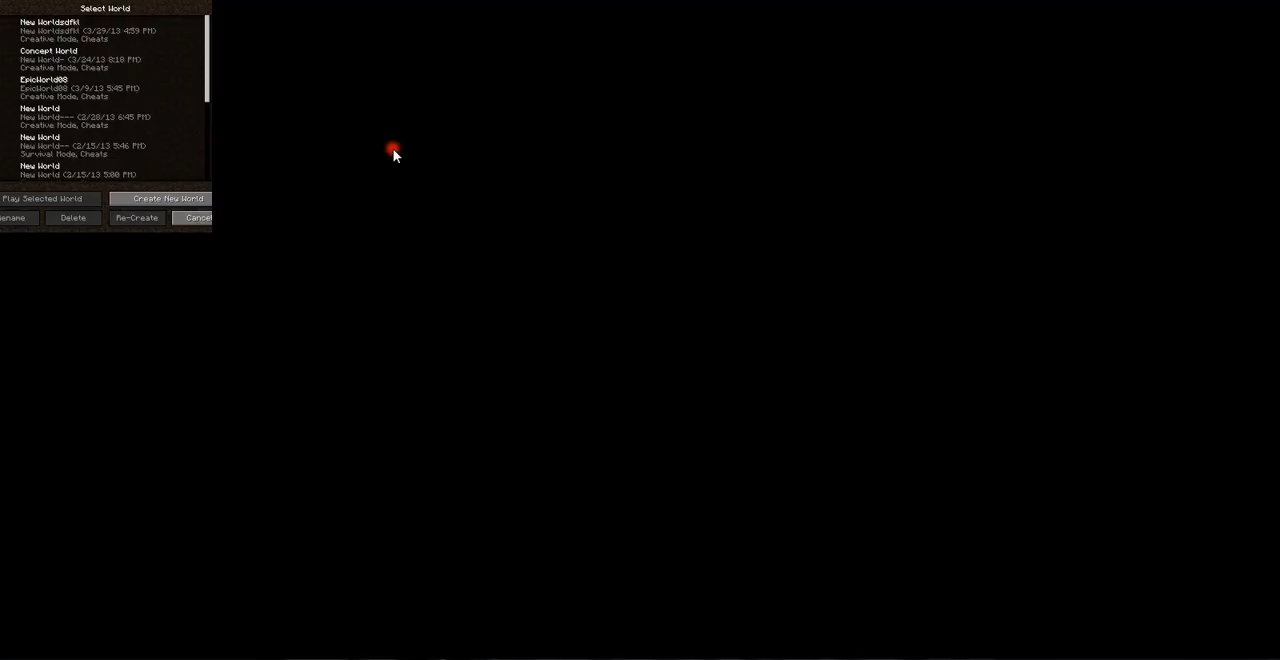 Select World
New Worldsdfkl
New Worldsdfkl (3/29/13 4:59 PM)
Creative Mode, Cheats
Concept World
New World- (3/24/13 8:18 PM)
Creative Mode, Cheats
EpicWorld08
EpicWorld08 (3/9/13 5:45 PM)
Creative Mode, Cheats
New World
New World--- (2/28/13 6:45 PM)
Creative Mode, Cheats
New World
New World-- (2/15/13 5:46 PM)
Survival Mode, Cheats
New World
New World (2/15/13 5:00 PM)
Play Selected World Create New World
ename Delete Re-Create Cancel